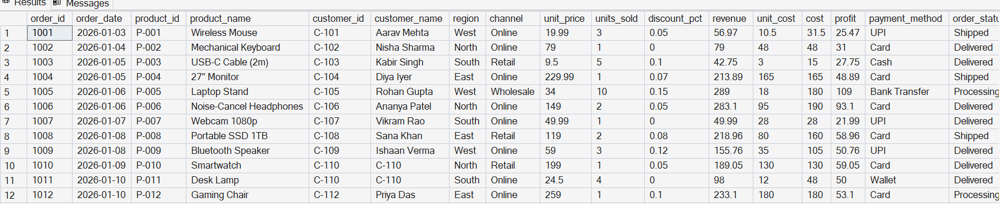 Results Messages
order_id order_date product_id product_name customer_id customer_name region channel unit_price units_sold discount_pct revenue unit_cost cost profit payment_method order_statu
1 1001 2026-01-03 P-001 Wireless Mouse C-101 Aarav Mehta West Online 19.99 3 0.05 56.97 10.5 31.5 25.47 UPI Shipped
2 1002 2026-01-04 P-002 Mechanical Keyboard C-102 Nisha Sharma North Online 79 1 0 79 48 48 31 Card Delivered
3 1003 2026-01-05 P-003 USB-C Cable (2m) C-103 Kabir Singh South Retail 9.5 5 0.1 42.75 3 15 27.75 Cash Delivered
4 1004 2026-01-05 P-004 27" Monitor C-104 Diya Iyer East Online 229.99 1 0.07 213.89 165 165 48.89 Card Shipped
5 1005 2026-01-06 P-005 Laptop Stand C-105 Rohan Gupta West Wholesale 34 10 0.15 289 18 180 109 Bank Transfer Processing
6 1006 2026-01-06 P-006 Noise-Cancel Headphones C-106 Ananya Patel North Online 149 2 0.05 283.1 95 190 93.1 Card Delivered
7 1007 2026-01-07 P-007 Webcam 1080p C-107 Vikram Rao South Online 49.99 1 0 49.99 28 28 21.99 UPI Delivered
8 1008 2026-01-08 P-008 Portable SSD 1TB C-108 Sana Khan East Retail 119 2 0.08 218.96 80 160 58.96 Card Shipped
9 1009 2026-01-08 P-009 Bluetooth Speaker C-109 Ishaan Verma West Online 59 3 0.12 155.76 35 105 50.76 UPI Delivered
10 1010 2026-01-09 P-010 Smartwatch C-110 C-110 North Retail 199 1 0.05 189.05 130 130 59.05 Card Delivered
11 1011 2026-01-10 P-011 Desk Lamp C-110 C-110 South Online 24.5 4 0 98 12 48 50 Wallet Delivered
12 1012 2026-01-10 P-012 Gaming Chair C-112 Priya Das East Online 259 1 0.1 233.1 180 180 53.1 Card Processing